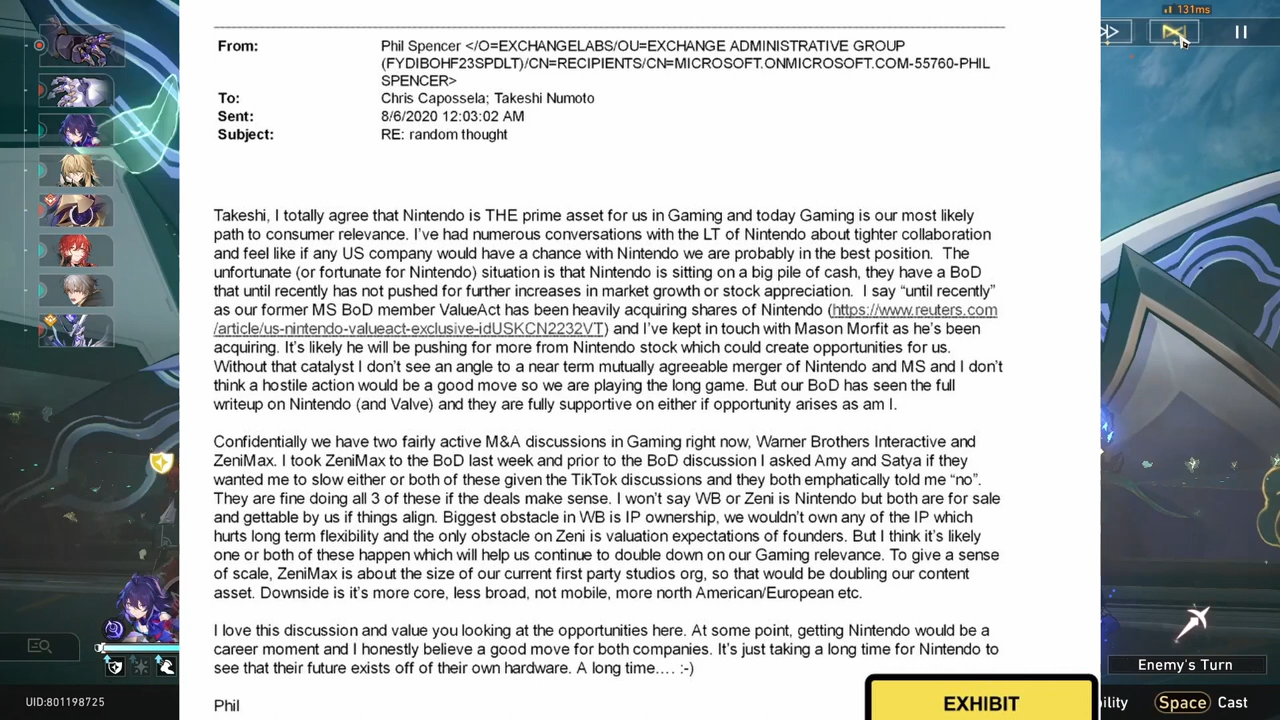 131ms
From: Phil Spencer </O=EXCHANGELABS/OU=EXCHANGE ADMINISTRATIVE GROUP
(FYDIBOHF23SPDLT)/CN=RECIPIENTS/CN=MICROSOFT.ONMICROSOFT.COM-55760-PHIL
SPENCER>
To: Chris Capossela; Takeshi Numoto
Sent: 8/6/2020 12:03:02 AM
Subject: RE: random thought
Takeshi, I totally agree that Nintendo is THE prime asset for us in Gaming and today Gaming is our most likely
path to consumer relevance. I've had numerous conversations with the LT of Nintendo about tighter collaboration
and feel like if any US company would have a chance with Nintendo we are probably in the best position. The
unfortunate (or fortunate for Nintendo) situation is that Nintendo is sitting on a big pile of cash, they have a BoD
that until recently has not pushed for further increases in market growth or stock appreciation. I say “until recently”
as our former MS BoD member ValueAct has been heavily acquiring shares of Nintendo (https://www.reuters.com
/article/us-nintendo-valueact-exclusive-idUSKCN2232VT) and I've kept in touch with Mason Morfit as he's been
acquiring. It's likely he will be pushing for more from Nintendo stock which could create opportunities for us.
Without that catalyst I don't see an angle to a near term mutually agreeable merger of Nintendo and MS and I don't
think a hostile action would be a good move so we are playing the long game. But our BoD has seen the full
writeup on Nintendo (and Valve) and they are fully supportive on either if opportunity arises as am I.
Confidentially we have two fairly active M&A discussions in Gaming right now, Warner Brothers Interactive and
ZeniMax. I took ZeniMax to the BoD last week and prior to the BoD discussion I asked Amy and Satya if they
wanted me to slow either or both of these given the TikTok discussions and they both emphatically told me “no”.
They are fine doing all 3 of these if the deals make sense. I won't say WB or Zeni is Nintendo but both are for sale
and gettable by us if things align. Biggest obstacle in WB is IP ownership, we wouldn't own any of the IP which
hurts long term flexibility and the only obstacle on Zeni is valuation expectations of founders. But I think it's likely
one or both of these happen which will help us continue to double down on our Gaming relevance. To give a sense
of scale, ZeniMax is about the size of our current first party studios org, so that would be doubling our content
asset. Downside is it's more core, less broad, not mobile, more north American/European etc.
I love this discussion and value you looking at the opportunities here. At some point, getting Nintendo would be a
career moment and I honestly believe a good move for both companies. It's just taking a long time for Nintendo to
see that their future exists off of their own hardware. A long time.... :-)
Phil
EXHIBIT
Enemy's Turn
UID:801198725
bility Space Cast